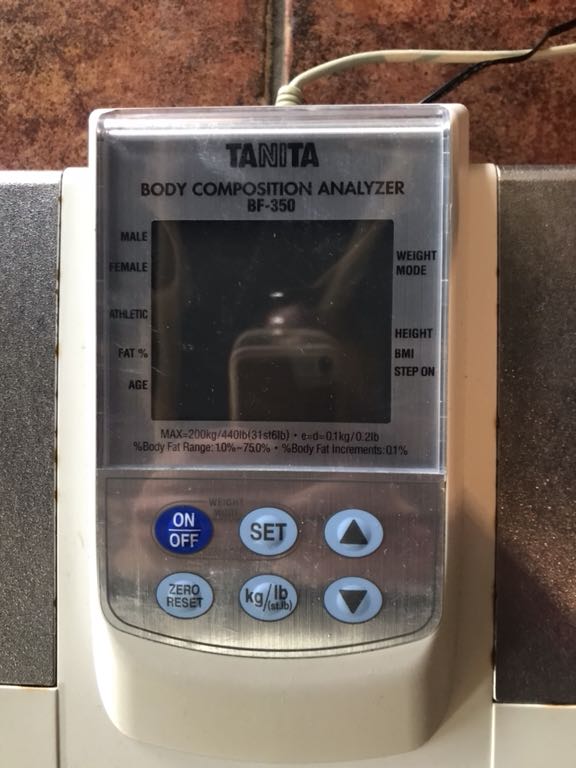 TANITA
BODY COMPOSITION ANALYZER
BF-350
MALE
FEMALE
ATHLETIC
FAT %
AGE
WEIGHT
MODE
HEIGHT
BMI
STEP ON
MAX=200kg/440lb(31st6lb) • e=d=0.1kg/0.2lb
%Body Fat Range: 1.0%~75.0% • %Body Fat Increments: 0.1%
WEIGHT
ON
OFF
SET
ZERO
RESET
kg/lb
(st.lb)